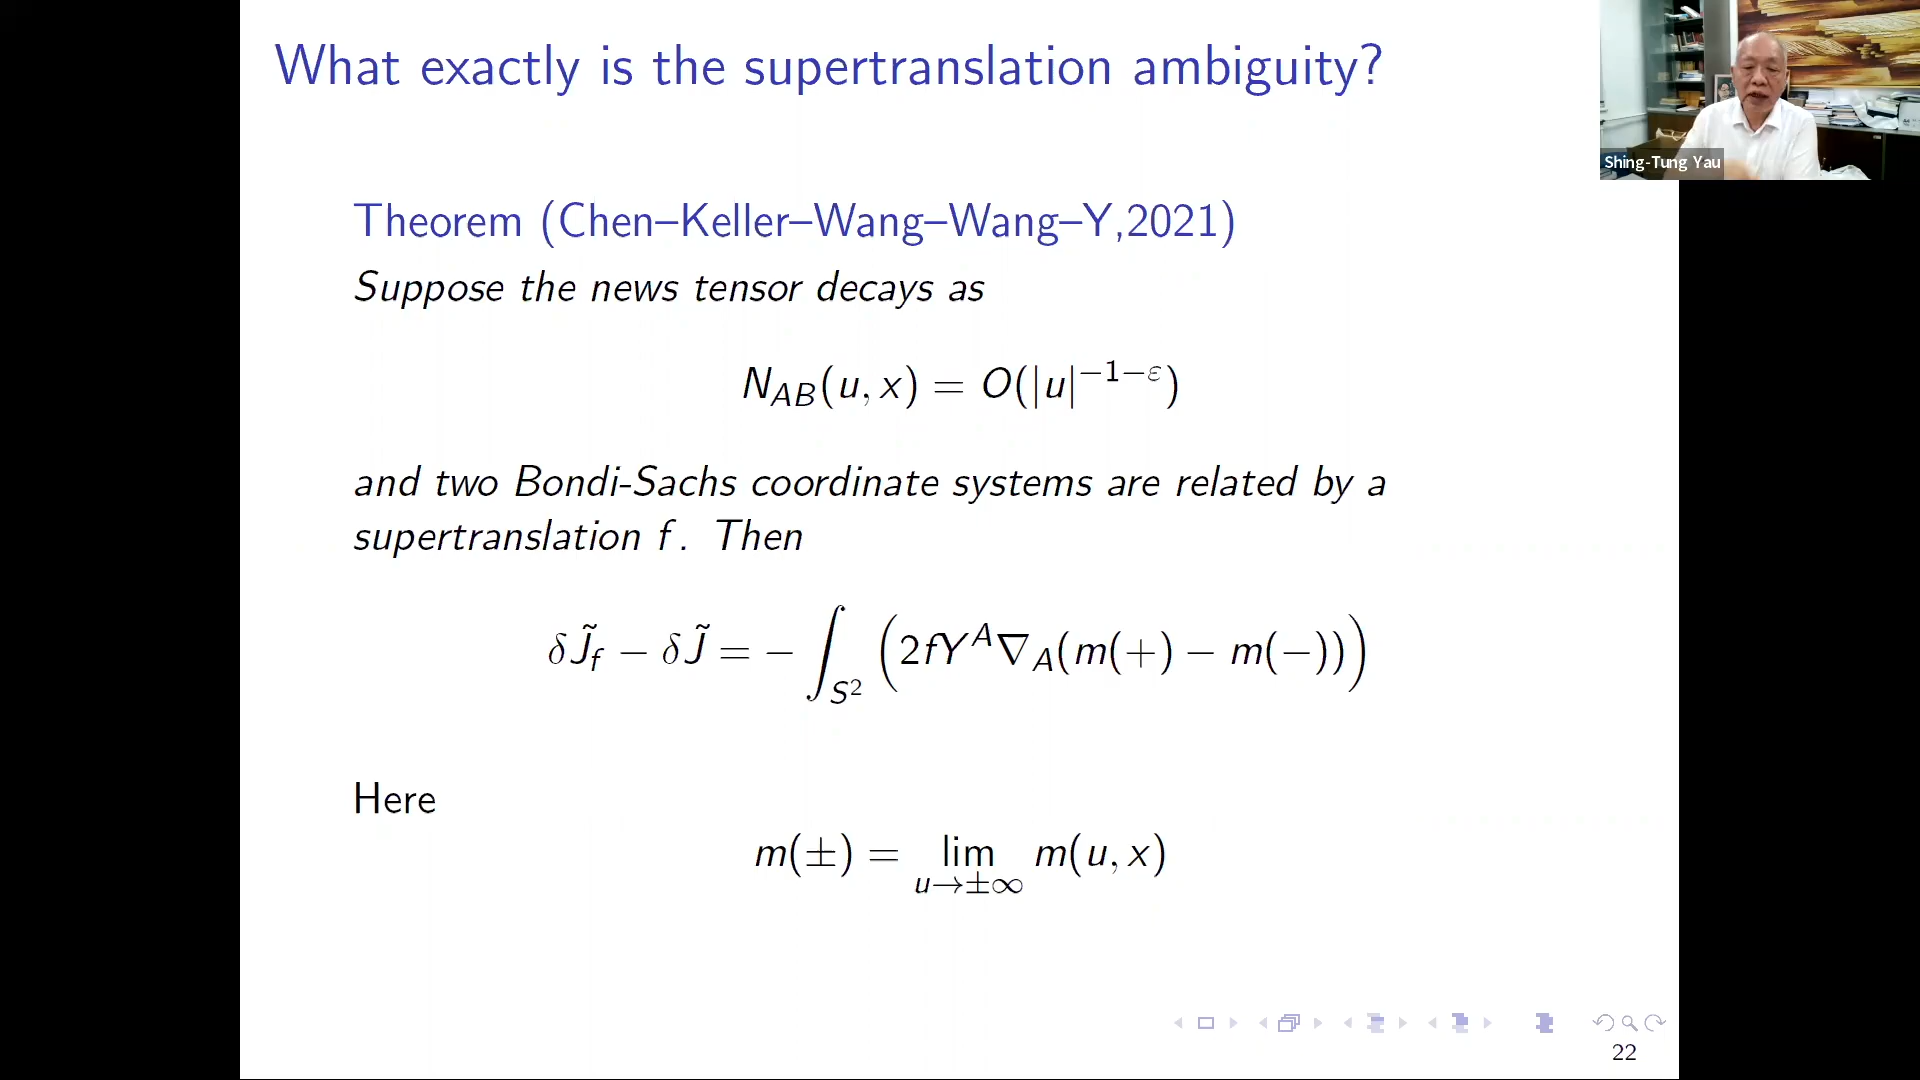 What exactly is the supertranslation ambiguity?
Shing-Tung Yau
Theorem (Chen–Keller–Wang–Wang–Y,2021)
Suppose the news tensor decays as
N_{AB}(u, x) = O(|u|^{−1−ε})
and two Bondi-Sachs coordinate systems are related by a
supertranslation f. Then
δJ̃_f − δJ̃ = − ∫_{S²} (2fY^A∇_A(m(+) − m(−)))
Here
m(±) = lim_{u→±∞} m(u, x)
22